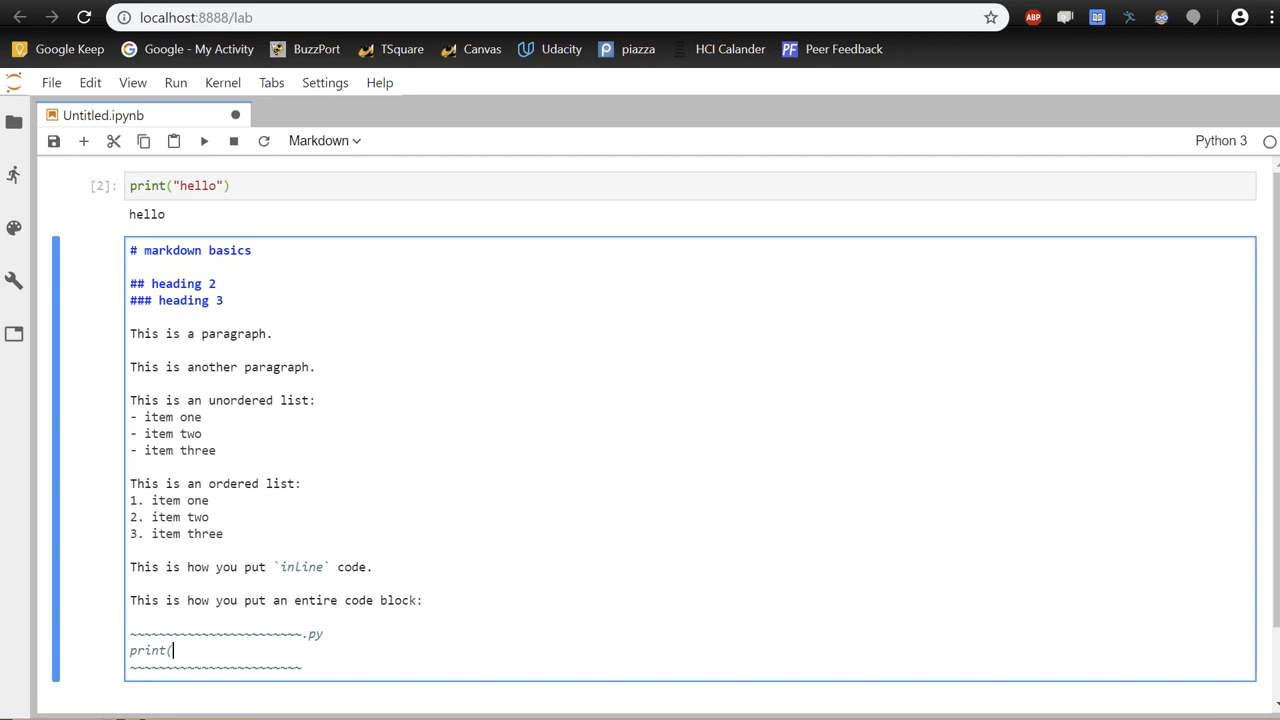 localhost:8888/lab
ABP
Google Keep
Google - My Activity
BuzzPort
TSquare
Canvas
Udacity
piazza
HCI Calander
PF Peer Feedback
File Edit View Run Kernel Tabs Settings Help
Untitled.ipynb
Markdown
Python 3
[2]: print("hello")
hello
# markdown basics
## heading 2
### heading 3
This is a paragraph.
This is another paragraph.
This is an unordered list:
- item one
- item two
- item three
This is an ordered list:
1. item one
2. item two
3. item three
This is how you put `inline` code.
This is how you put an entire code block:
~~~~~~~~~~~~~~~~~~~~~~~~.py
print(
~~~~~~~~~~~~~~~~~~~~~~~~